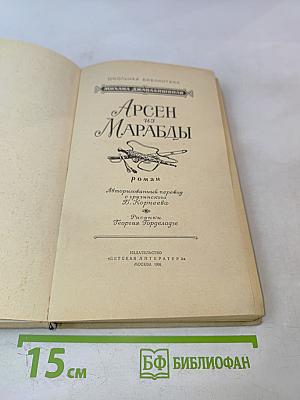 ШКОЛЬНАЯ БИБЛИОТЕКА
МИХАИЛ ДЖАВАХИШВИЛИ
АРСЕН
ИЗ
МАРАБДЫ
роман
Авторизованный перевод
с грузинского
Б. Корнеева
Рисунки
Георгия Горделадзе
ИЗДАТЕЛЬСТВО
«ДЕТСКАЯ ЛИТЕРАТУРА»
МОСКВА
15 см
БФ БИБЛИОФАН